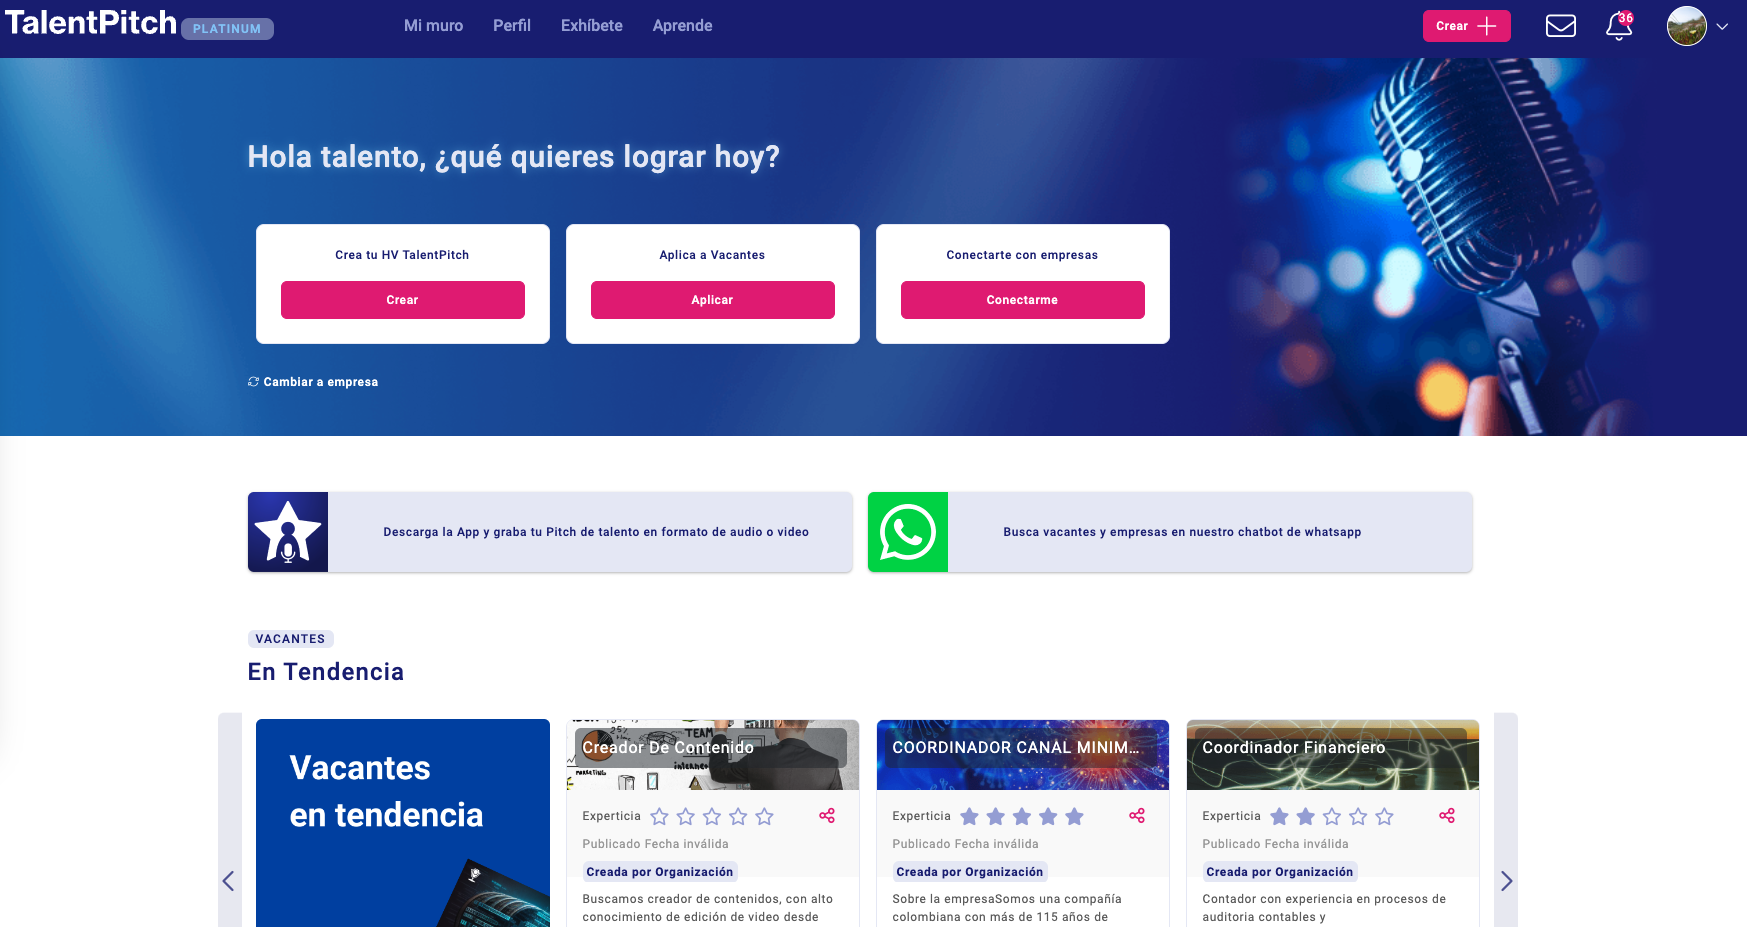 TalentPitch PLATINUM
Mi muro Perfil Exhíbete Aprende
Crear
36
Hola talento, ¿qué quieres lograr hoy?
Crea tu HV TalentPitch
Crear
Aplica a Vacantes
Aplicar
Conectarte con empresas
Conectarme
Cambiar a empresa
Descarga la App y graba tu Pitch de talento en formato de audio o video
Busca vacantes y empresas en nuestro chatbot de whatsapp
VACANTES
En Tendencia
Vacantes
en tendencia
TEAM
internet
MARKETING
25%
Creador De Contenido
Experticia
Publicado Fecha inválida
Creada por Organización
Buscamos creador de contenidos, con alto
conocimiento de edición de video desde
COORDINADOR CANAL MINIM...
Experticia
Publicado Fecha inválida
Creada por Organización
Sobre la empresaSomos una compañía
colombiana con más de 115 años de
Coordinador Financiero
Experticia
Publicado Fecha inválida
Creada por Organización
Contador con experiencia en procesos de
auditoria contables y